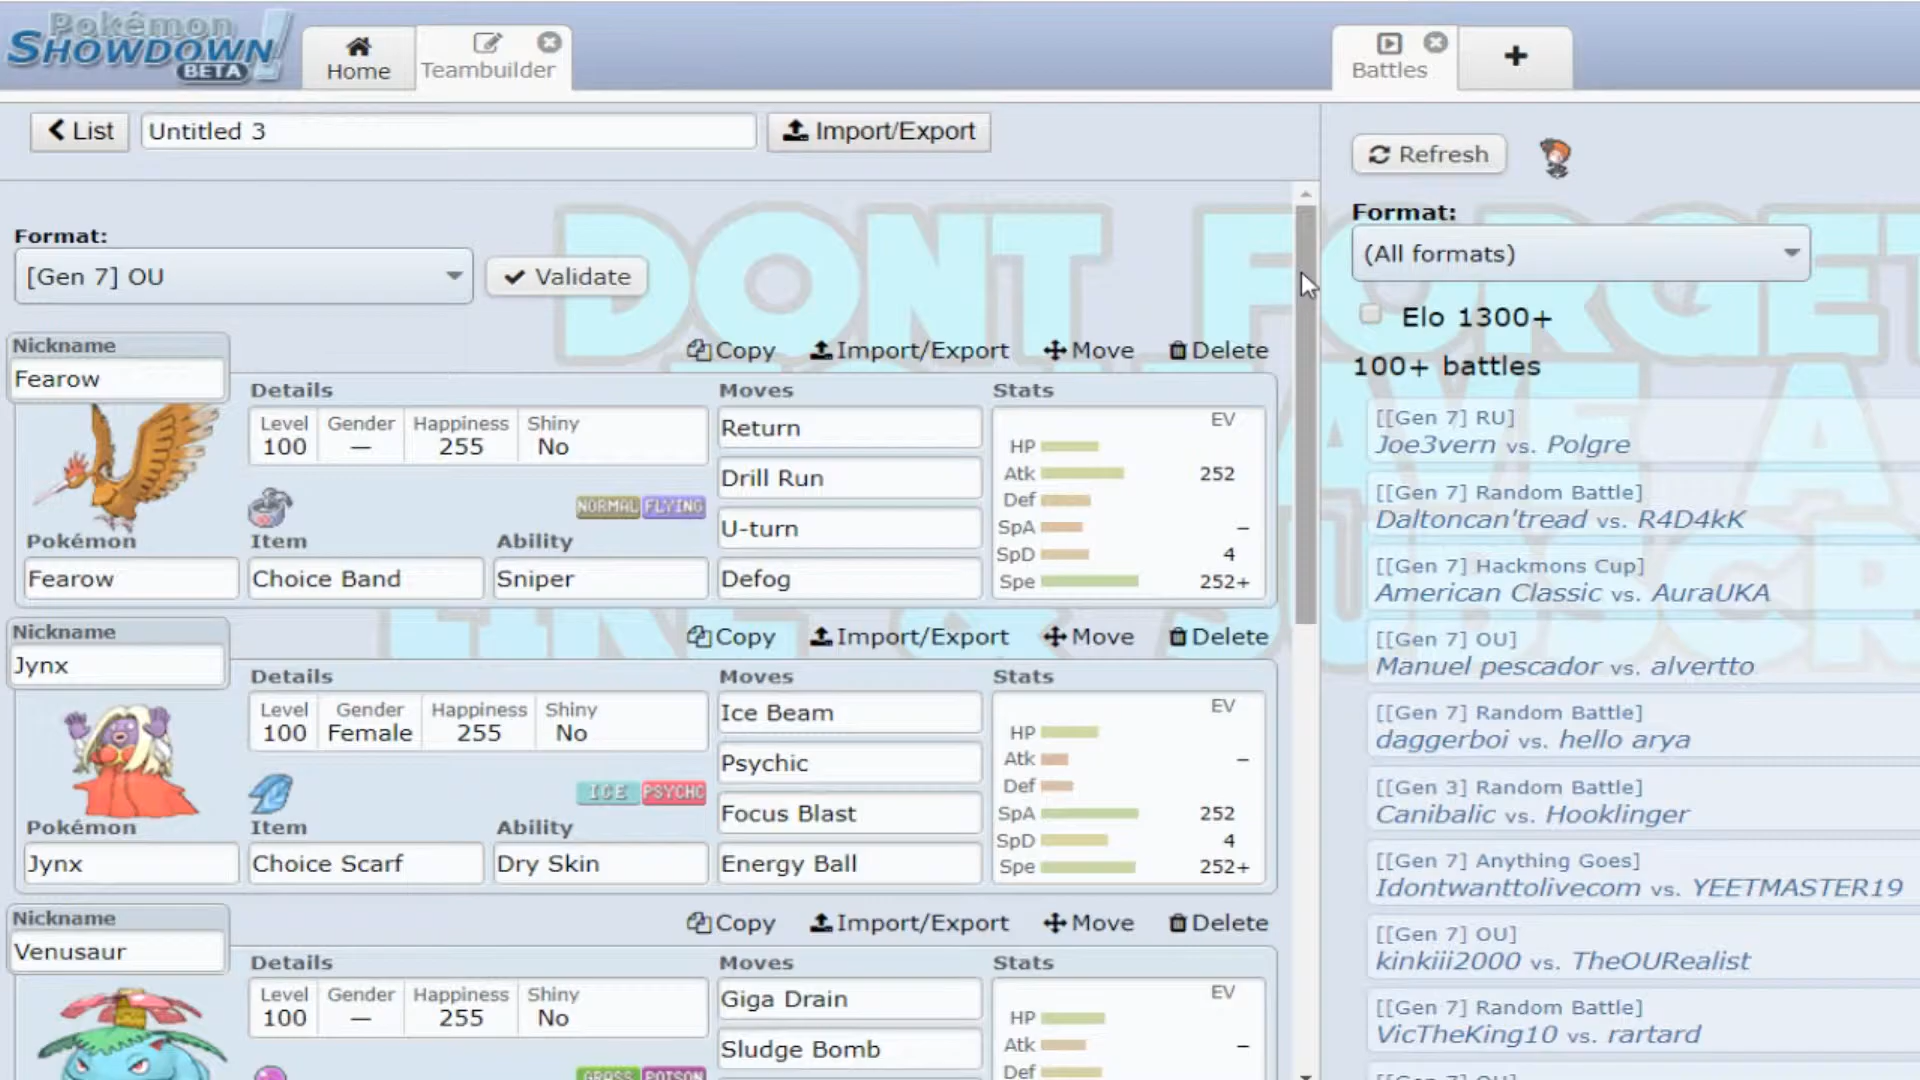 Pokémon
SHOWDOWN!
BETA
Home
Teambuilder
Battles
List
Untitled 3
Import/Export
Refresh
DONT FORGET
Format:
[Gen 7] OU
Validate
Format:
(All formats)
Elo 1300+
100+ battles
Nickname
Fearow
Copy Import/Export Move Delete
Details
Level Gender Happiness Shiny
100 — 255 No
NORMAL FLYING
Pokémon Item Ability
Fearow Choice Band Sniper
Moves
Return
Drill Run
U-turn
Defog
Stats
EV
HP
Atk 252
Def
SpA –
SpD 4
Spe 252+
Nickname
Jynx
Copy Import/Export Move Delete
Details
Level Gender Happiness Shiny
100 Female 255 No
ICE PSYCHC
Pokémon Item Ability
Jynx Choice Scarf Dry Skin
Moves
Ice Beam
Psychic
Focus Blast
Energy Ball
Stats
EV
HP
Atk –
Def
SpA 252
SpD 4
Spe 252+
Nickname
Venusaur
Copy Import/Export Move Delete
Details
Level Gender Happiness Shiny
100 — 255 No
GRASS POISON
Moves
Giga Drain
Sludge Bomb
Stats
EV
HP
Atk –
Def
[[Gen 7] RU]
Joe3vern vs. Polgre
[[Gen 7] Random Battle]
Daltoncan'tread vs. R4D4kK
[[Gen 7] Hackmons Cup]
American Classic vs. AuraUKA
[[Gen 7] OU]
Manuel pescador vs. alvertto
[[Gen 7] Random Battle]
daggerboi vs. hello arya
[[Gen 3] Random Battle]
Canibalic vs. Hooklinger
[[Gen 7] Anything Goes]
Idontwanttolivecom vs. YEETMASTER19
[[Gen 7] OU]
kinkiii2000 vs. TheOURealist
[[Gen 7] Random Battle]
VicTheKing10 vs. rartard
[[Gen 7] OU]